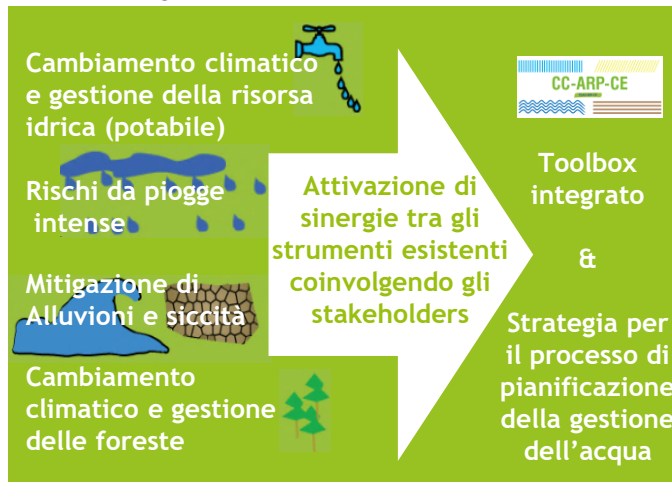 Cambiamento climatico
e gestione della risorsa
idrica (potabile)
Rischi da piogge
intense
Mitigazione di
Alluvioni e siccità
Cambiamento
climatico e gestione
delle foreste
Attivazione di
sinergie tra gli
strumenti esistenti
coinvolgendo gli
stakeholders
CC-ARP-CE
Toolbox
integrato
&
Strategia per
il processo di
pianificazione
della gestione
dell'acqua